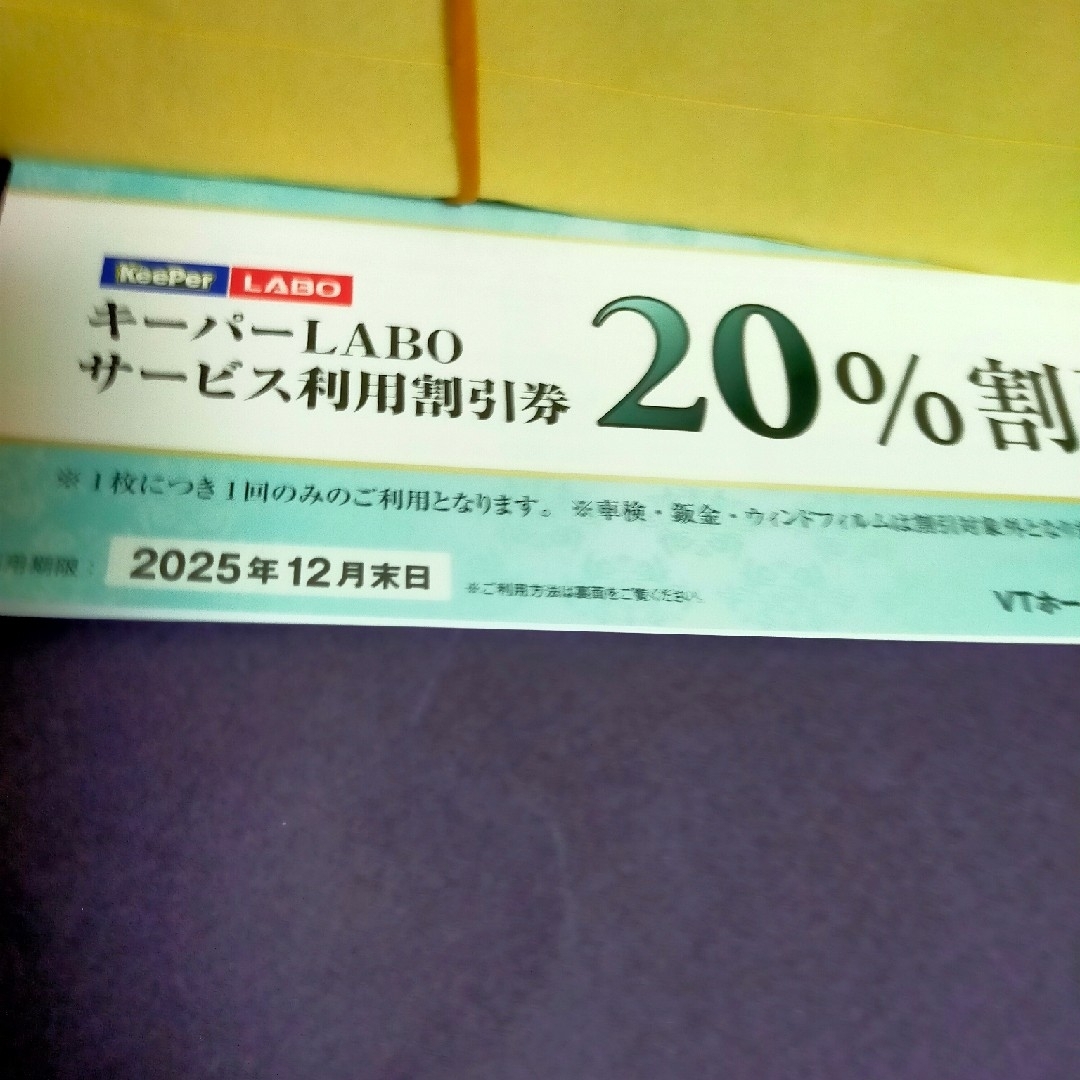 KeePer LABO
キーパーLABO
サービス利用割引券
20%割
※1枚につき1回のみのご利用となります。 ※車検・鈑金・ウィンドフィルムは割引対象外とな
用期限： 2025年12月末日
※ご利用方法は裏面をご覧ください。
VTホー